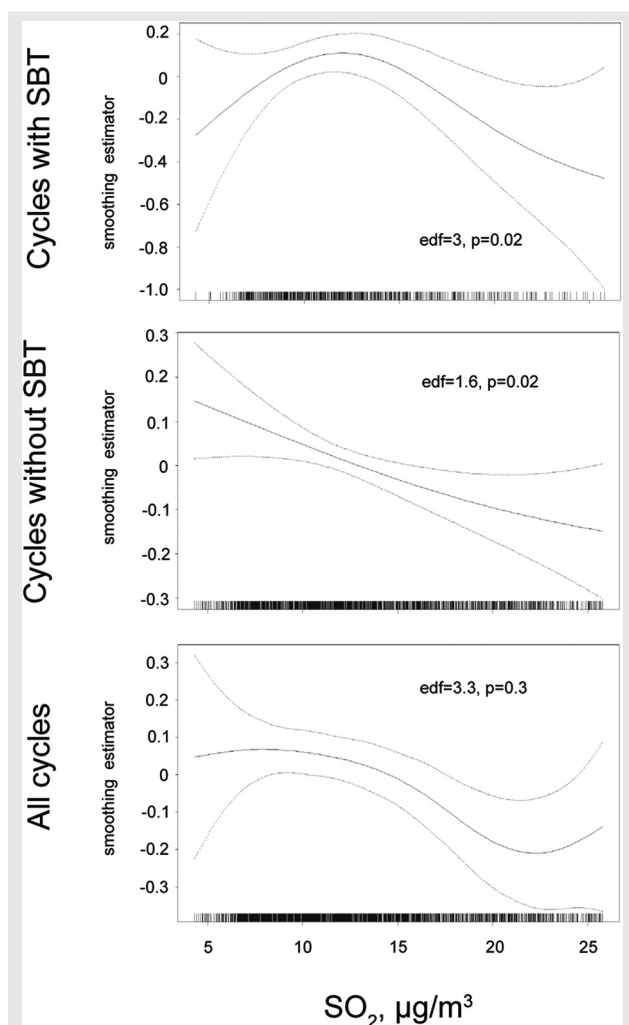 Cycles with SBT
smoothing estimator
0.2
0
-0.2
-0.4
-0.6
-0.8
-1.0
edf=3, p=0.02
Cycles without SBT
smoothing estimator
0.3
0.2
0.1
0
-0.1
-0.2
-0.3
edf=1.6, p=0.02
All cycles
smoothing estimator
0.3
0.2
0.1
0
-0.1
-0.2
-0.3
edf=3.3, p=0.3
5 10 15 20 25
SO₂, µg/m³